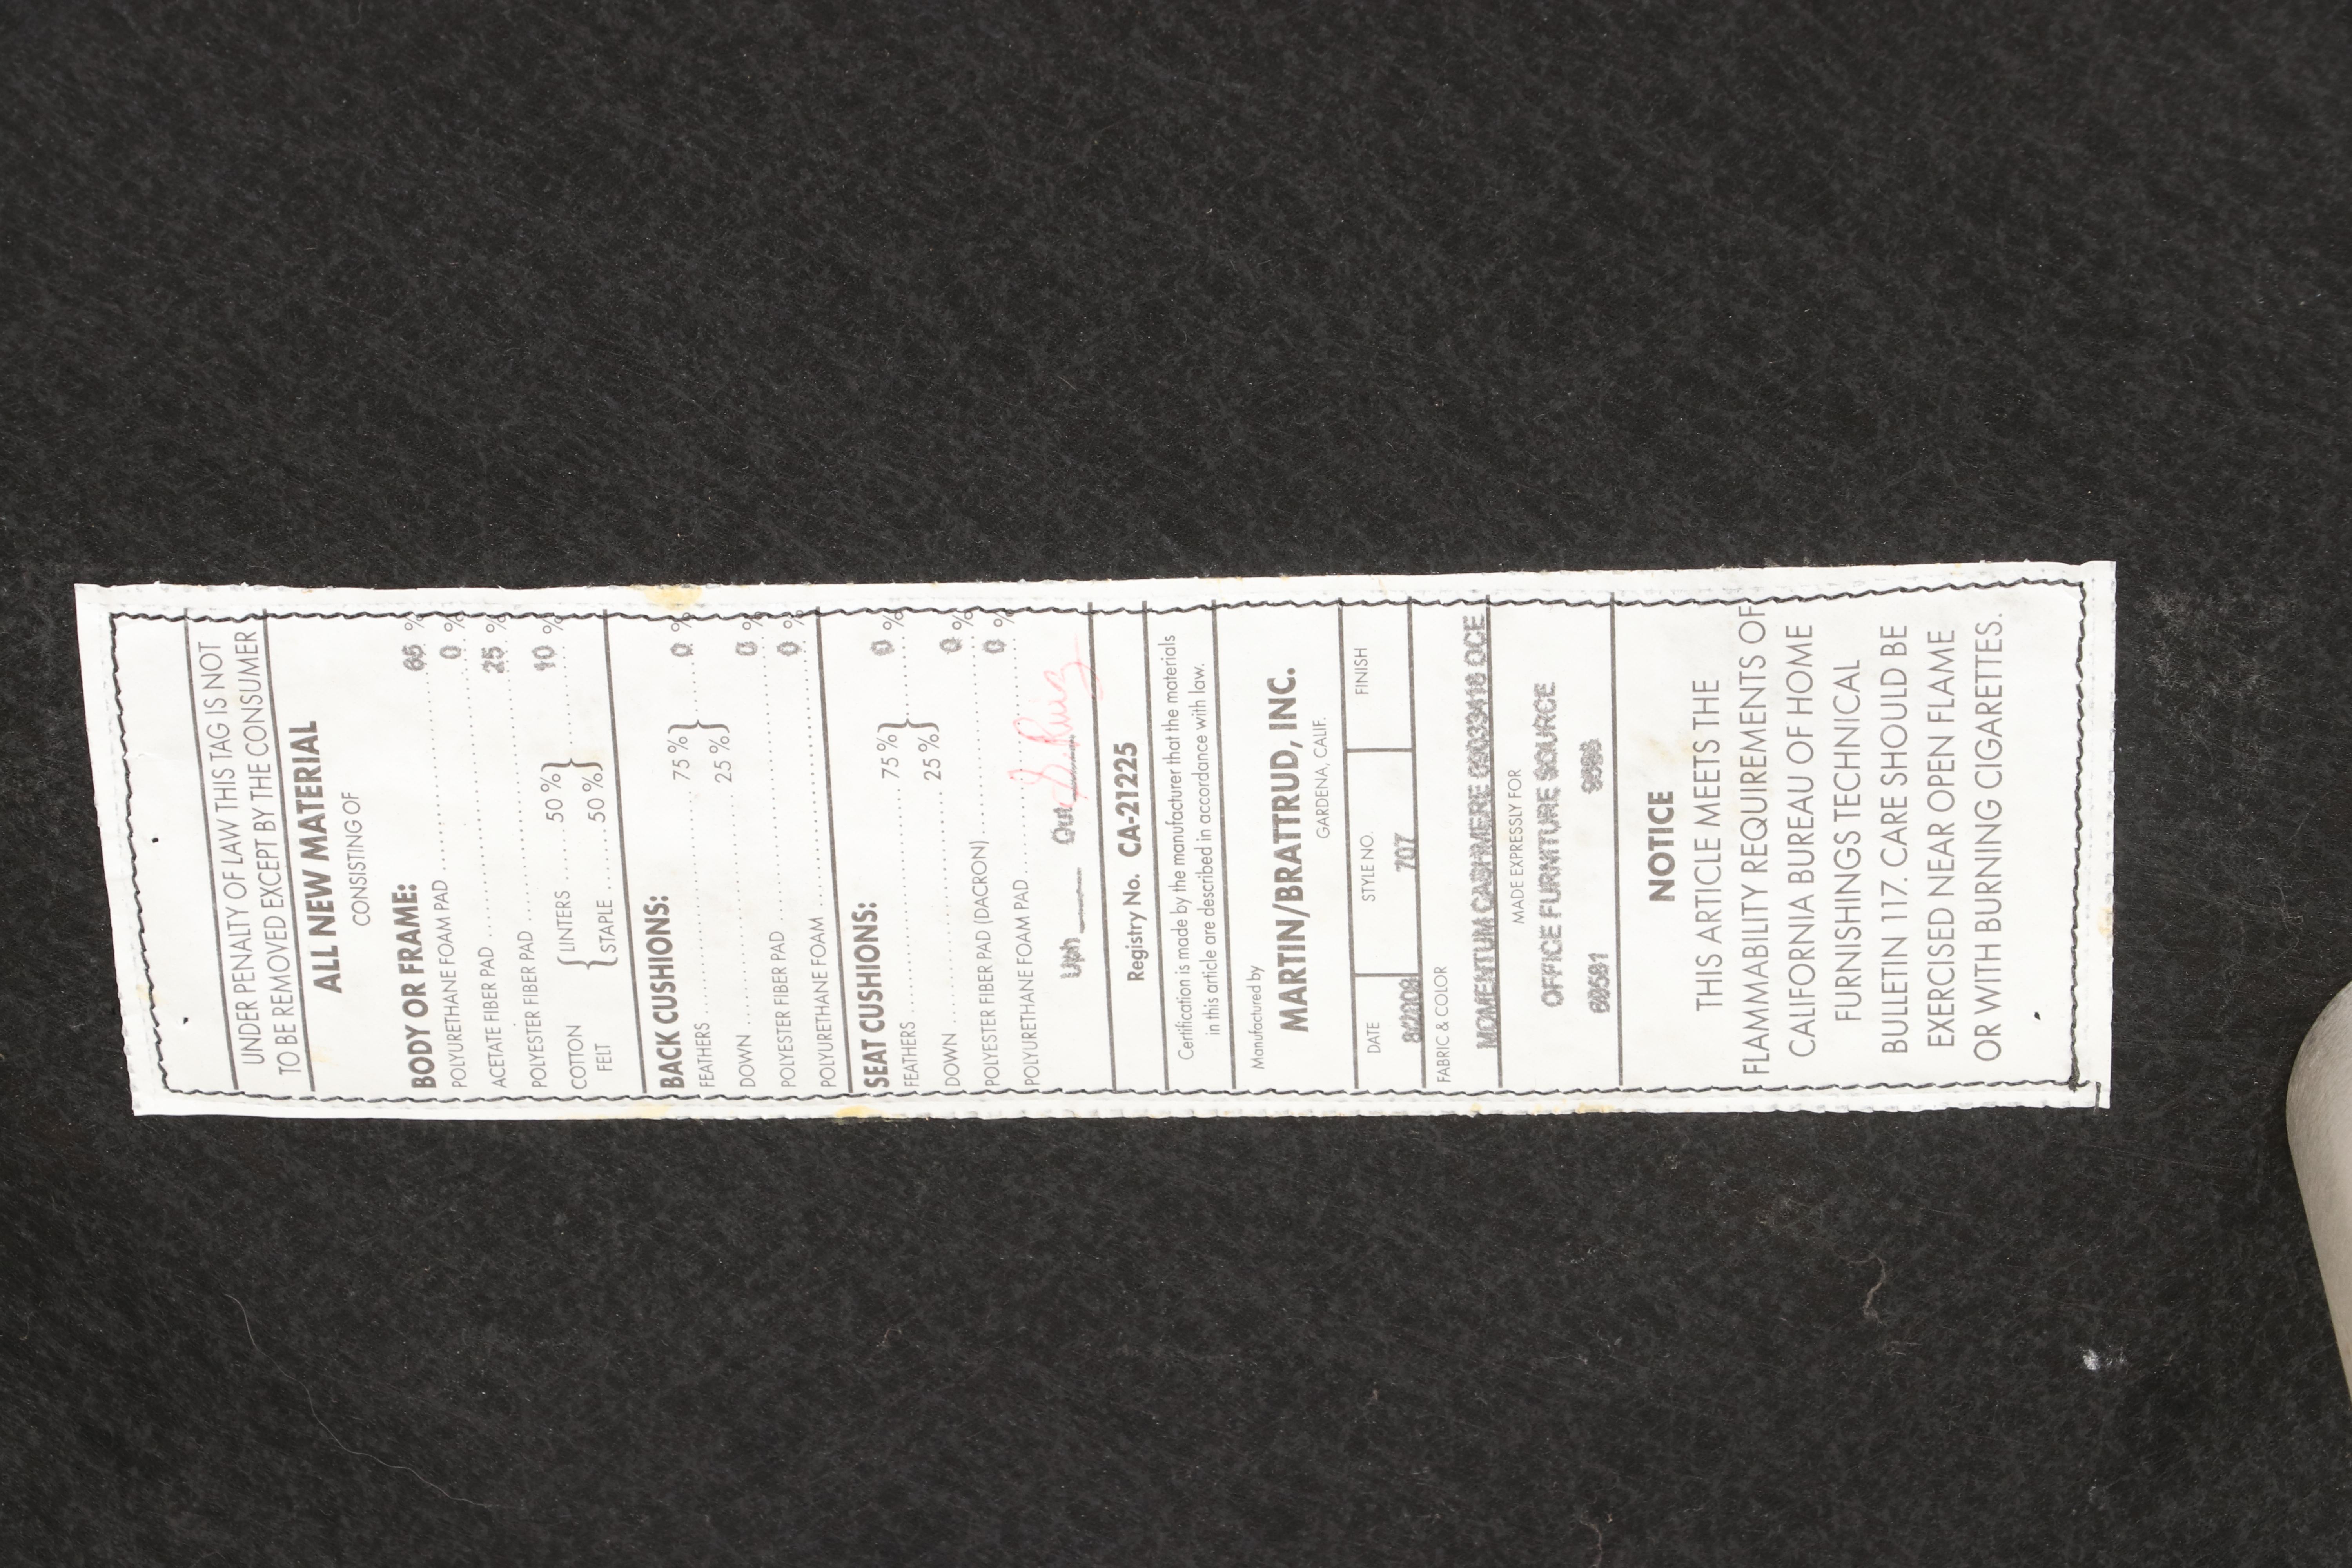 UNDER PENALTY OF LAW THIS TAG IS NOT
TO BE REMOVED EXCEPT BY THE CONSUMER
ALL NEW MATERIAL
CONSISTING OF
BODY OR FRAME:
POLYURETHANE FOAM PAD 65 %
ACETATE FIBER PAD 0 %
POLYESTER FIBER PAD 25 %
COTTON FELT { LINTERS 50 % } 10 %
STAPLE 50 %
BACK CUSHIONS:
FEATHERS 75 % } 0 %
DOWN 25 %
POLYESTER FIBER PAD 0 %
POLYURETHANE FOAM 0 %
SEAT CUSHIONS:
FEATHERS 75 % } 0 %
DOWN 25 %
POLYESTER FIBER PAD (DACRON) 0 %
POLYURETHANE FOAM PAD 0 %
Uph Qul
Registry No. CA-21225
Certification is made by the manufacturer that the materials
in this article are described in accordance with law.
Manufactured by
MARTIN/BRATTRUD, INC.
GARDENA, CALIF.
DATE STYLE NO. FINISH
707
FABRIC & COLOR
MOMENTUM CASHMERE
MADE EXPRESSLY FOR
OFFICE FURNITURE SOURCE
60581
NOTICE
THIS ARTICLE MEETS THE
FLAMMABILITY REQUIREMENTS OF
CALIFORNIA BUREAU OF HOME
FURNISHINGS TECHNICAL
BULLETIN 117. CARE SHOULD BE
EXERCISED NEAR OPEN FLAME
OR WITH BURNING CIGARETTES.